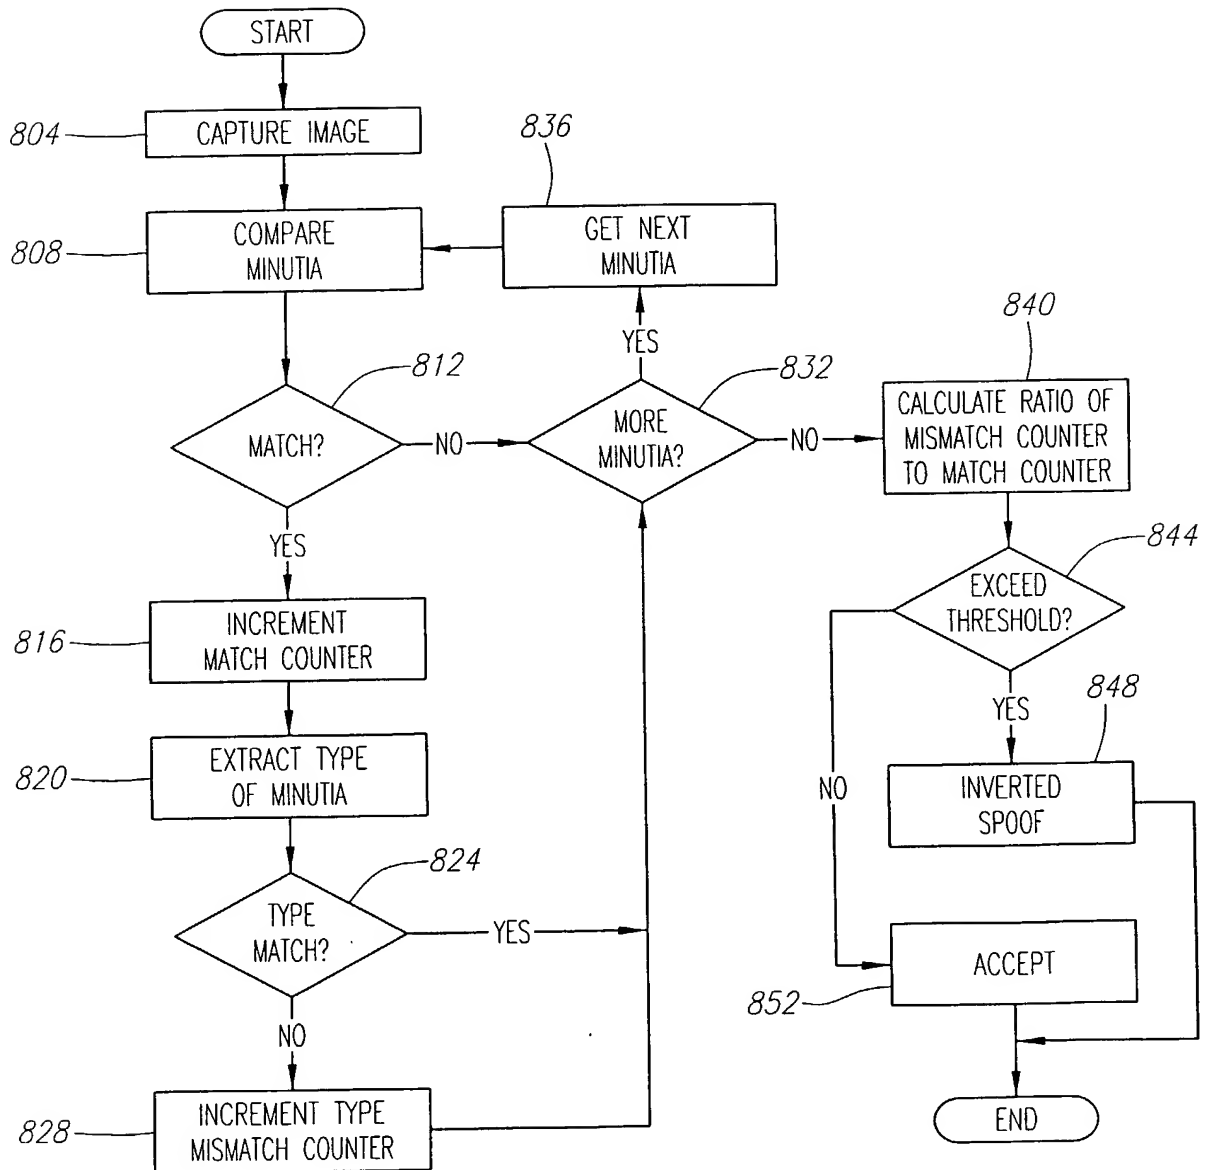 START
804
CAPTURE IMAGE
836
808
COMPARE
MINUTIA
GET NEXT
MINUTIA
840
YES
812
832
CALCULATE RATIO OF
MISMATCH COUNTER
TO MATCH COUNTER
MATCH?
NO
MORE
MINUTIA?
NO
YES
844
EXCEED
THRESHOLD?
816
INCREMENT
MATCH COUNTER
YES
848
820
EXTRACT TYPE
OF MINUTIA
NO
INVERTED
SPOOF
824
TYPE
MATCH?
YES
ACCEPT
852
NO
828
INCREMENT TYPE
MISMATCH COUNTER
END